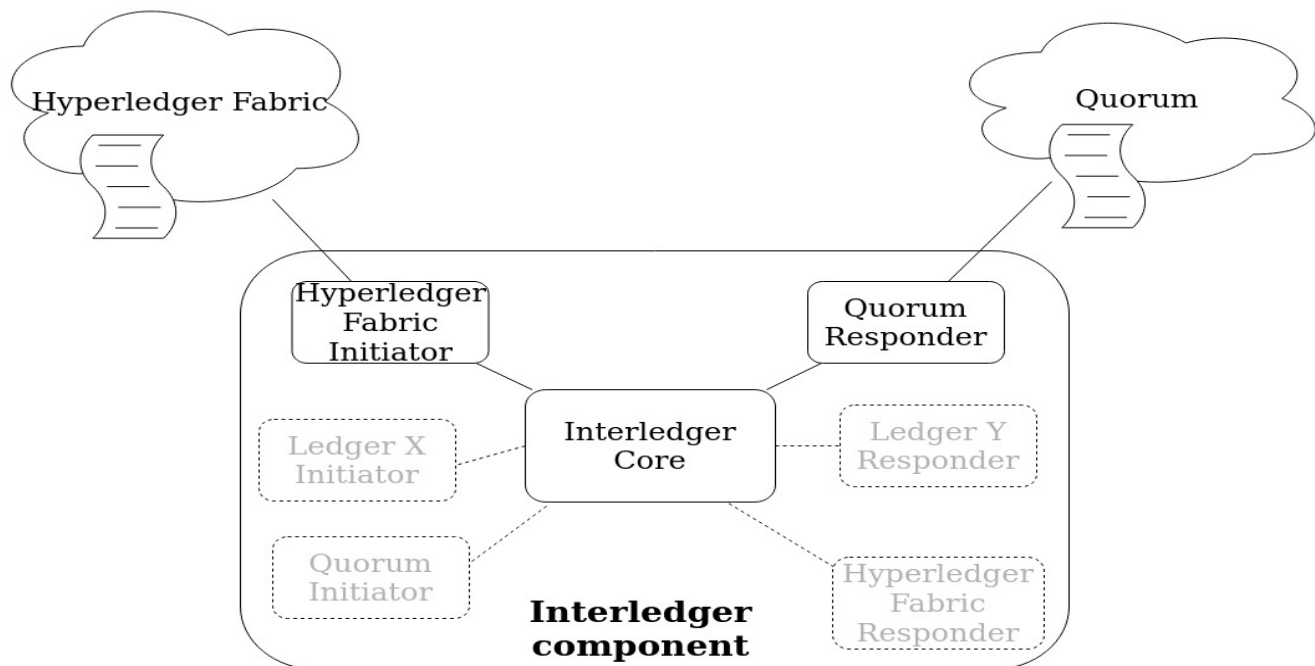 Hyperledger Fabric
Quorum
Hyperledger
Fabric
Initiator
Quorum
Responder
Interledger
Core
Ledger X
Initiator
Ledger Y
Responder
Quorum
Initiator
Hyperledger
Fabric
Responder
Interledger
component